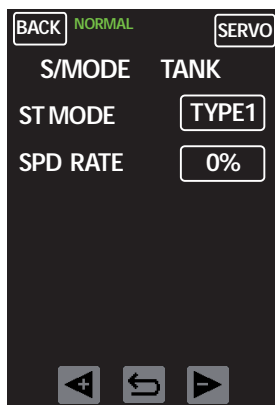 BACK NORMAL SERVO
S/MODE TANK
ST MODE TYPE1
SPD RATE 0%